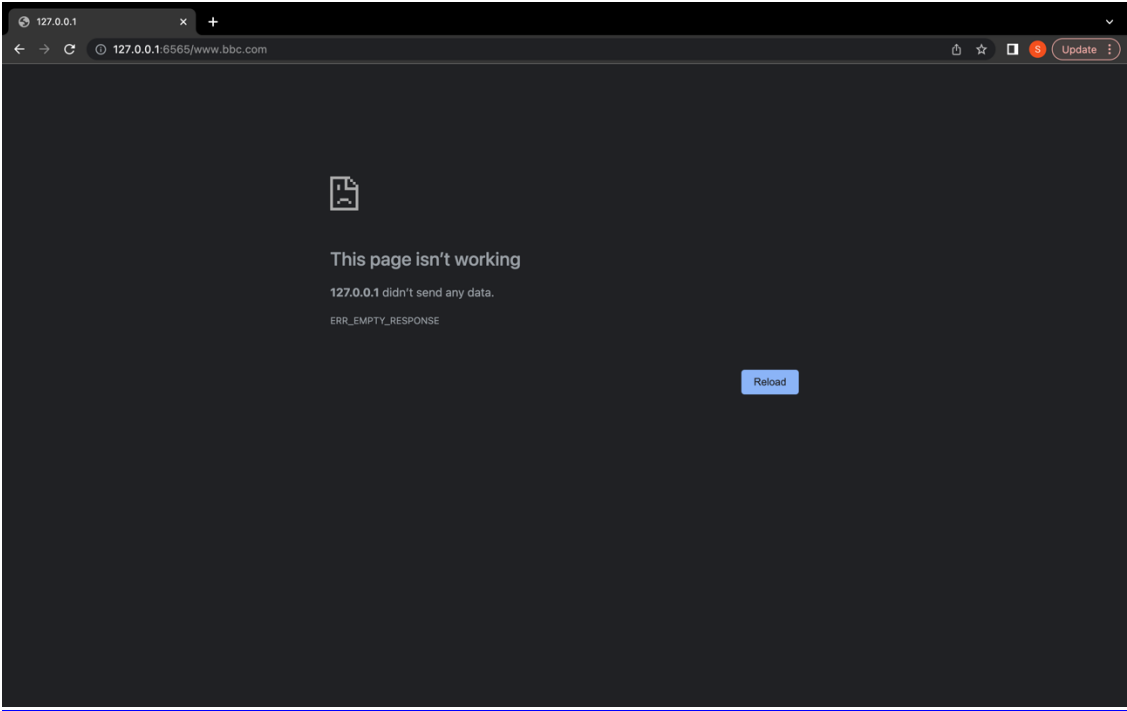 127.0.0.1
127.0.0.1:6565/www.bbc.com
S
Update
This page isn't working
127.0.0.1 didn't send any data.
ERR_EMPTY_RESPONSE
Reload